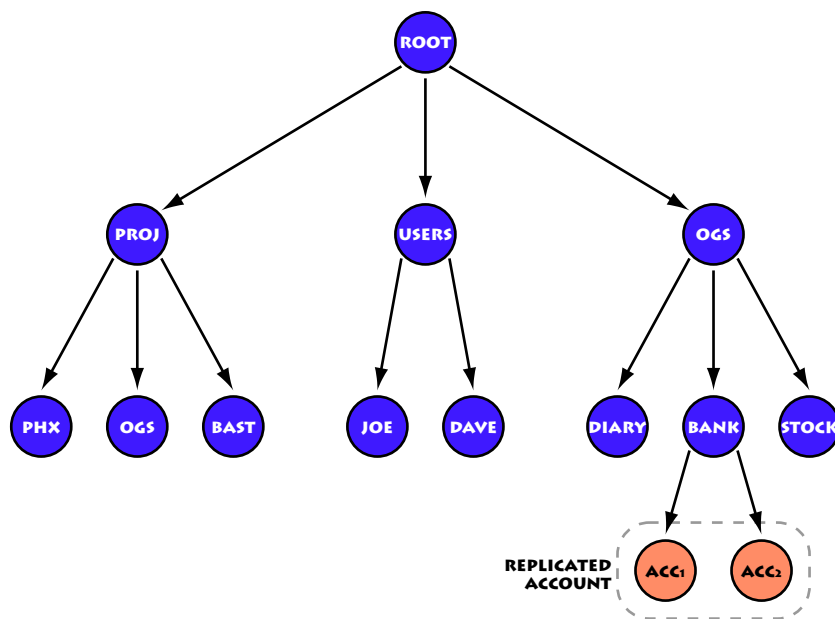 ROOT
PROJ
USERS
OGS
PHX
OGS
BAST
JOE
DAVE
DIARY
BANK
STOCK
REPLICATED
ACCOUNT
ACC1
ACC2